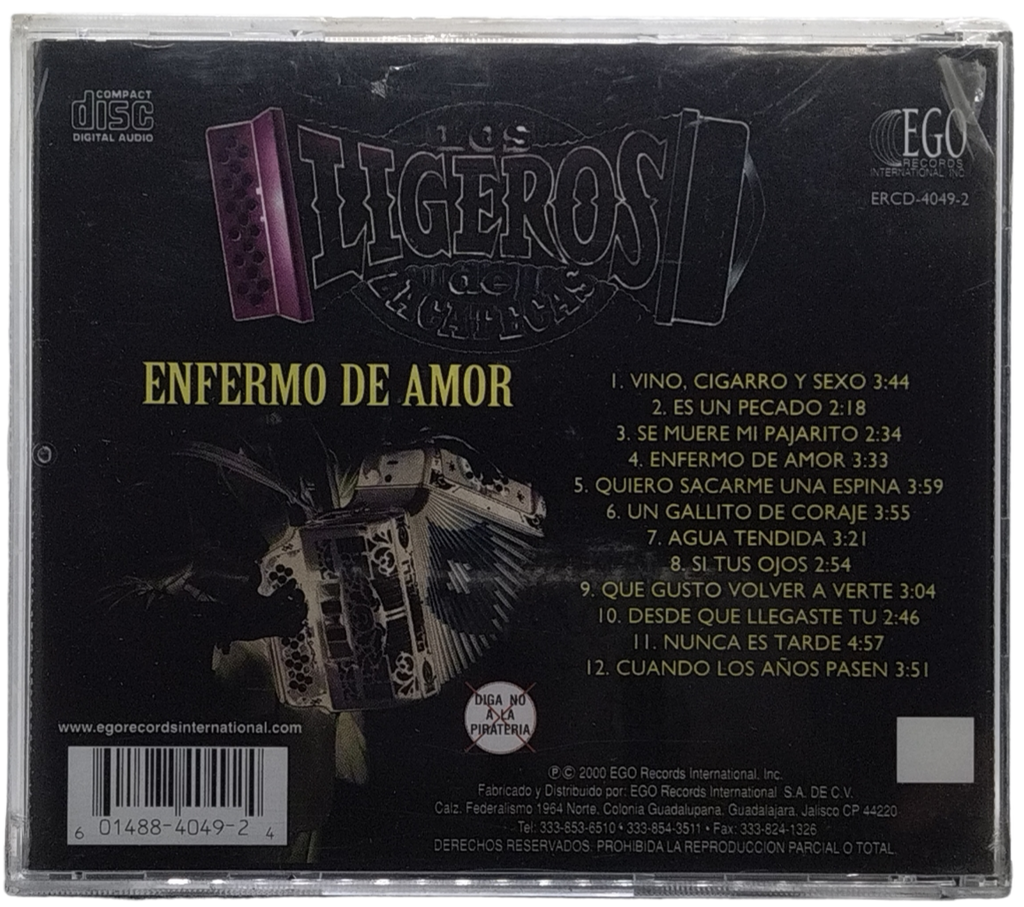 COMPACT
disc
DIGITAL AUDIO
LOS
LIGEROS
de
ZACATECAS
EGO
RECORDS
INTERNATIONAL, INC.
ERCD-4049-2
ENFERMO DE AMOR
1. VINO, CIGARRO Y SEXO 3:44
2. ES UN PECADO 2:18
3. SE MUERE MI PAJARITO 2:34
4. ENFERMO DE AMOR 3:33
5. QUIERO SACARME UNA ESPINA 3:59
6. UN GALLITO DE CORAJE 3:55
7. AGUA TENDIDA 3:21
8. SI TUS OJOS 2:54
9. QUE GUSTO VOLVER A VERTE 3:04
10. DESDE QUE LLEGASTE TU 2:46
11. NUNCA ES TARDE 4:57
12. CUANDO LOS AÑOS PASEN 3:51
DIGA NO
A LA
PIRATERIA
www.egorecordsinternational.com
6 01488-4049-2 4
℗© 2000 EGO Records International, Inc.
Fabricado y Distribuido por: EGO Records International S.A. DE C.V.
Calz. Federalismo 1964 Norte, Colonia Guadalupana, Guadalajara, Jalisco CP 44220
Tel: 333-853-6510 • 333-854-3511 • Fax: 333-824-1326
DERECHOS RESERVADOS. PROHIBIDA LA REPRODUCCION PARCIAL O TOTAL.